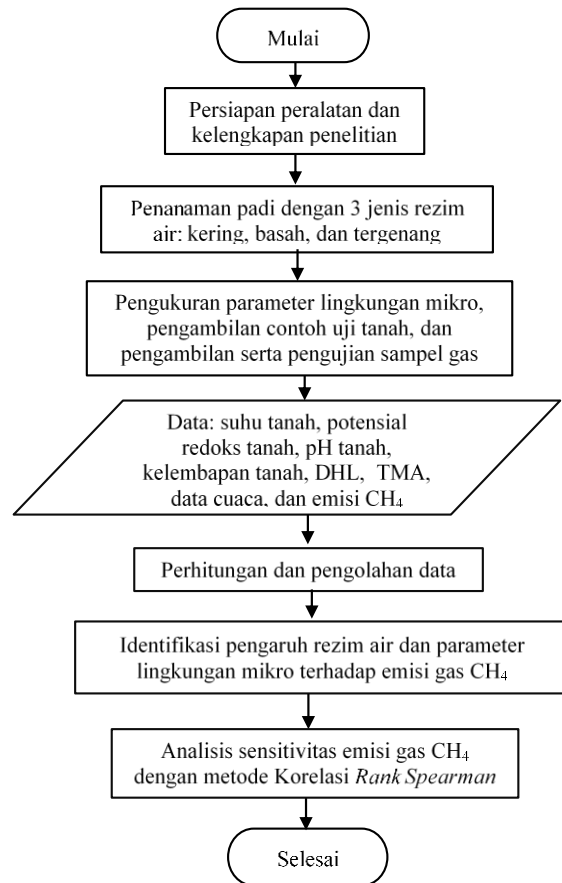 Mulai
Persiapan peralatan dan
kelengkapan penelitian
Penanaman padi dengan 3 jenis rezim
air: kering, basah, dan tergenang
Pengukuran parameter lingkungan mikro,
pengambilan contoh uji tanah, dan
pengambilan serta pengujian sampel gas
Data: suhu tanah, potensial
redoks tanah, pH tanah,
kelembapan tanah, DHL, TMA,
data cuaca, dan emisi CH₄
Perhitungan dan pengolahan data
Identifikasi pengaruh rezim air dan parameter
lingkungan mikro terhadap emisi gas CH₄
Analisis sensitivitas emisi gas CH₄
dengan metode Korelasi Rank Spearman
Selesai